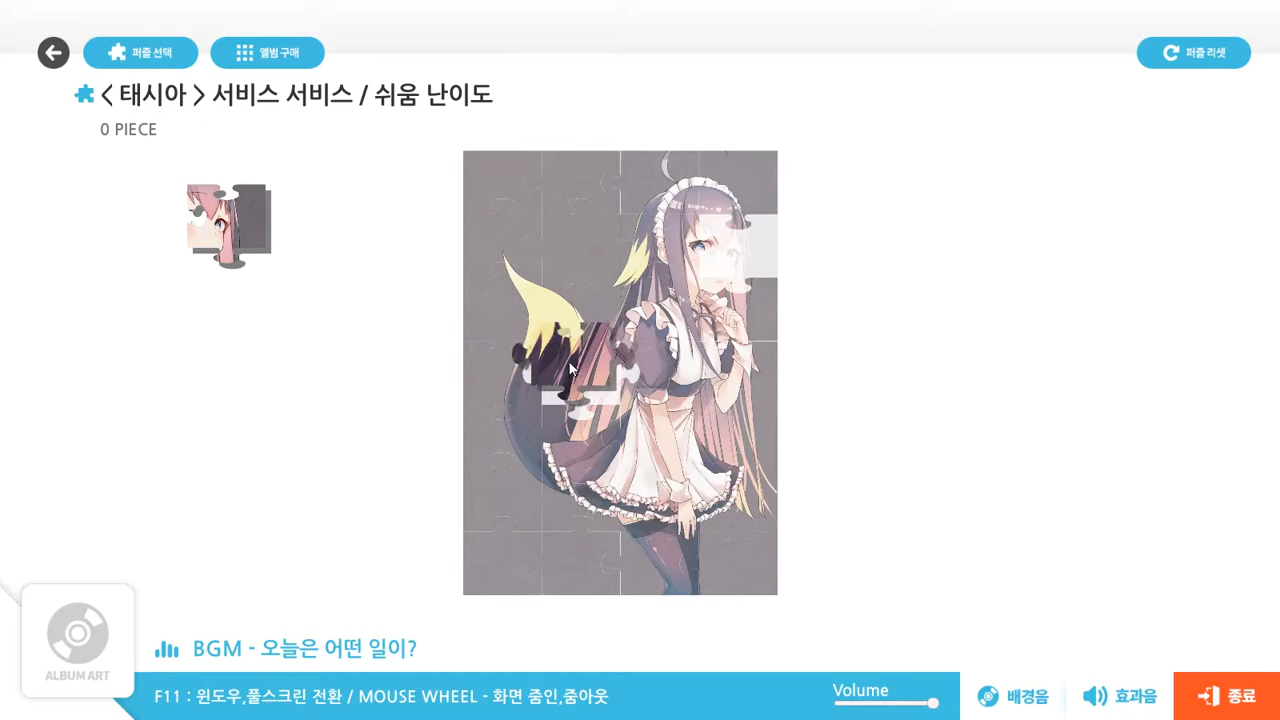 퍼즐 선택
앨범 구매
퍼즐 리셋
< 태시아 > 서비스 서비스 / 쉬움 난이도
0 PIECE
BGM - 오늘은 어떤 일이?
ALBUM ART
F11 : 윈도우,풀스크린 전환 / MOUSE WHEEL - 화면 줌인,줌아웃
Volume
배경음
효과음
종료